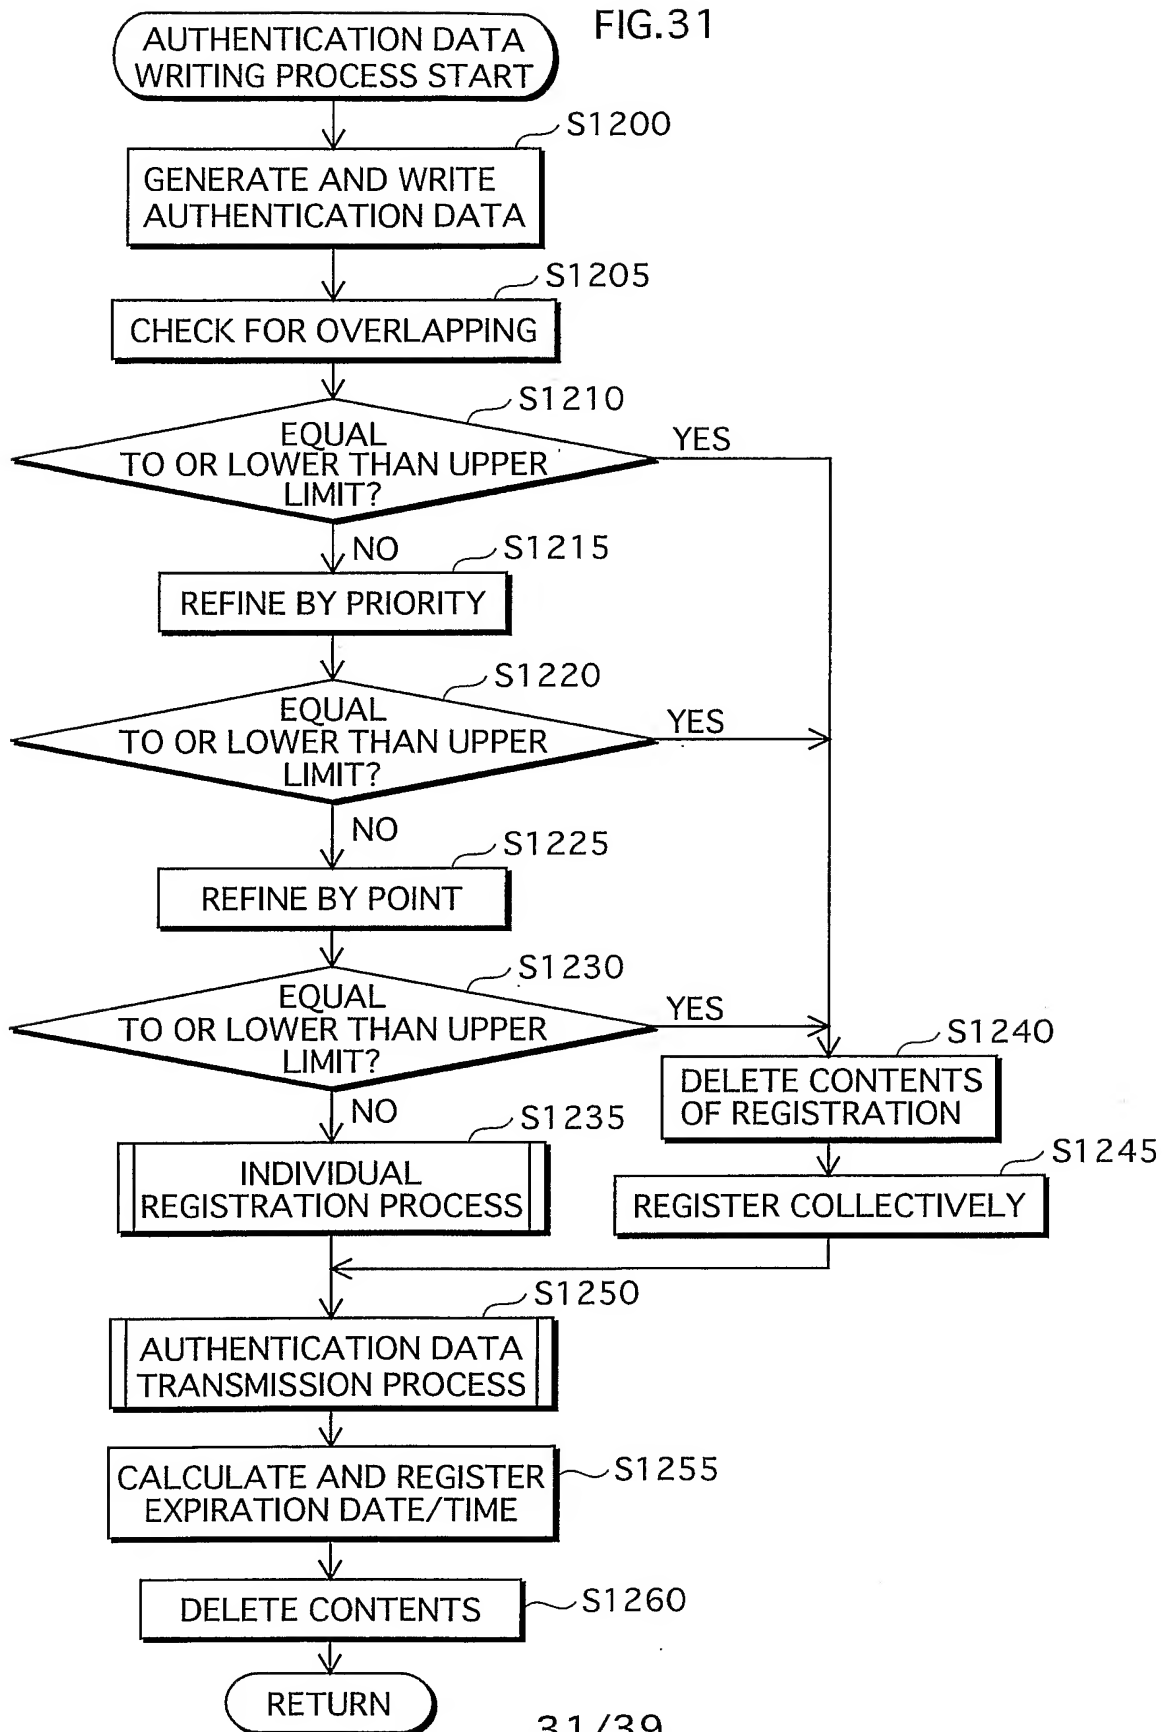 FIG.31
AUTHENTICATION DATA
WRITING PROCESS START
S1200
GENERATE AND WRITE
AUTHENTICATION DATA
S1205
CHECK FOR OVERLAPPING
S1210
EQUAL
TO OR LOWER THAN UPPER
LIMIT?
YES
NO
S1215
REFINE BY PRIORITY
S1220
EQUAL
TO OR LOWER THAN UPPER
LIMIT?
YES
NO
S1225
REFINE BY POINT
S1230
EQUAL
TO OR LOWER THAN UPPER
LIMIT?
YES
S1240
DELETE CONTENTS
OF REGISTRATION
NO
S1235
INDIVIDUAL
REGISTRATION PROCESS
S1245
REGISTER COLLECTIVELY
S1250
AUTHENTICATION DATA
TRANSMISSION PROCESS
CALCULATE AND REGISTER
EXPIRATION DATE/TIME
S1255
DELETE CONTENTS
S1260
RETURN
31/39